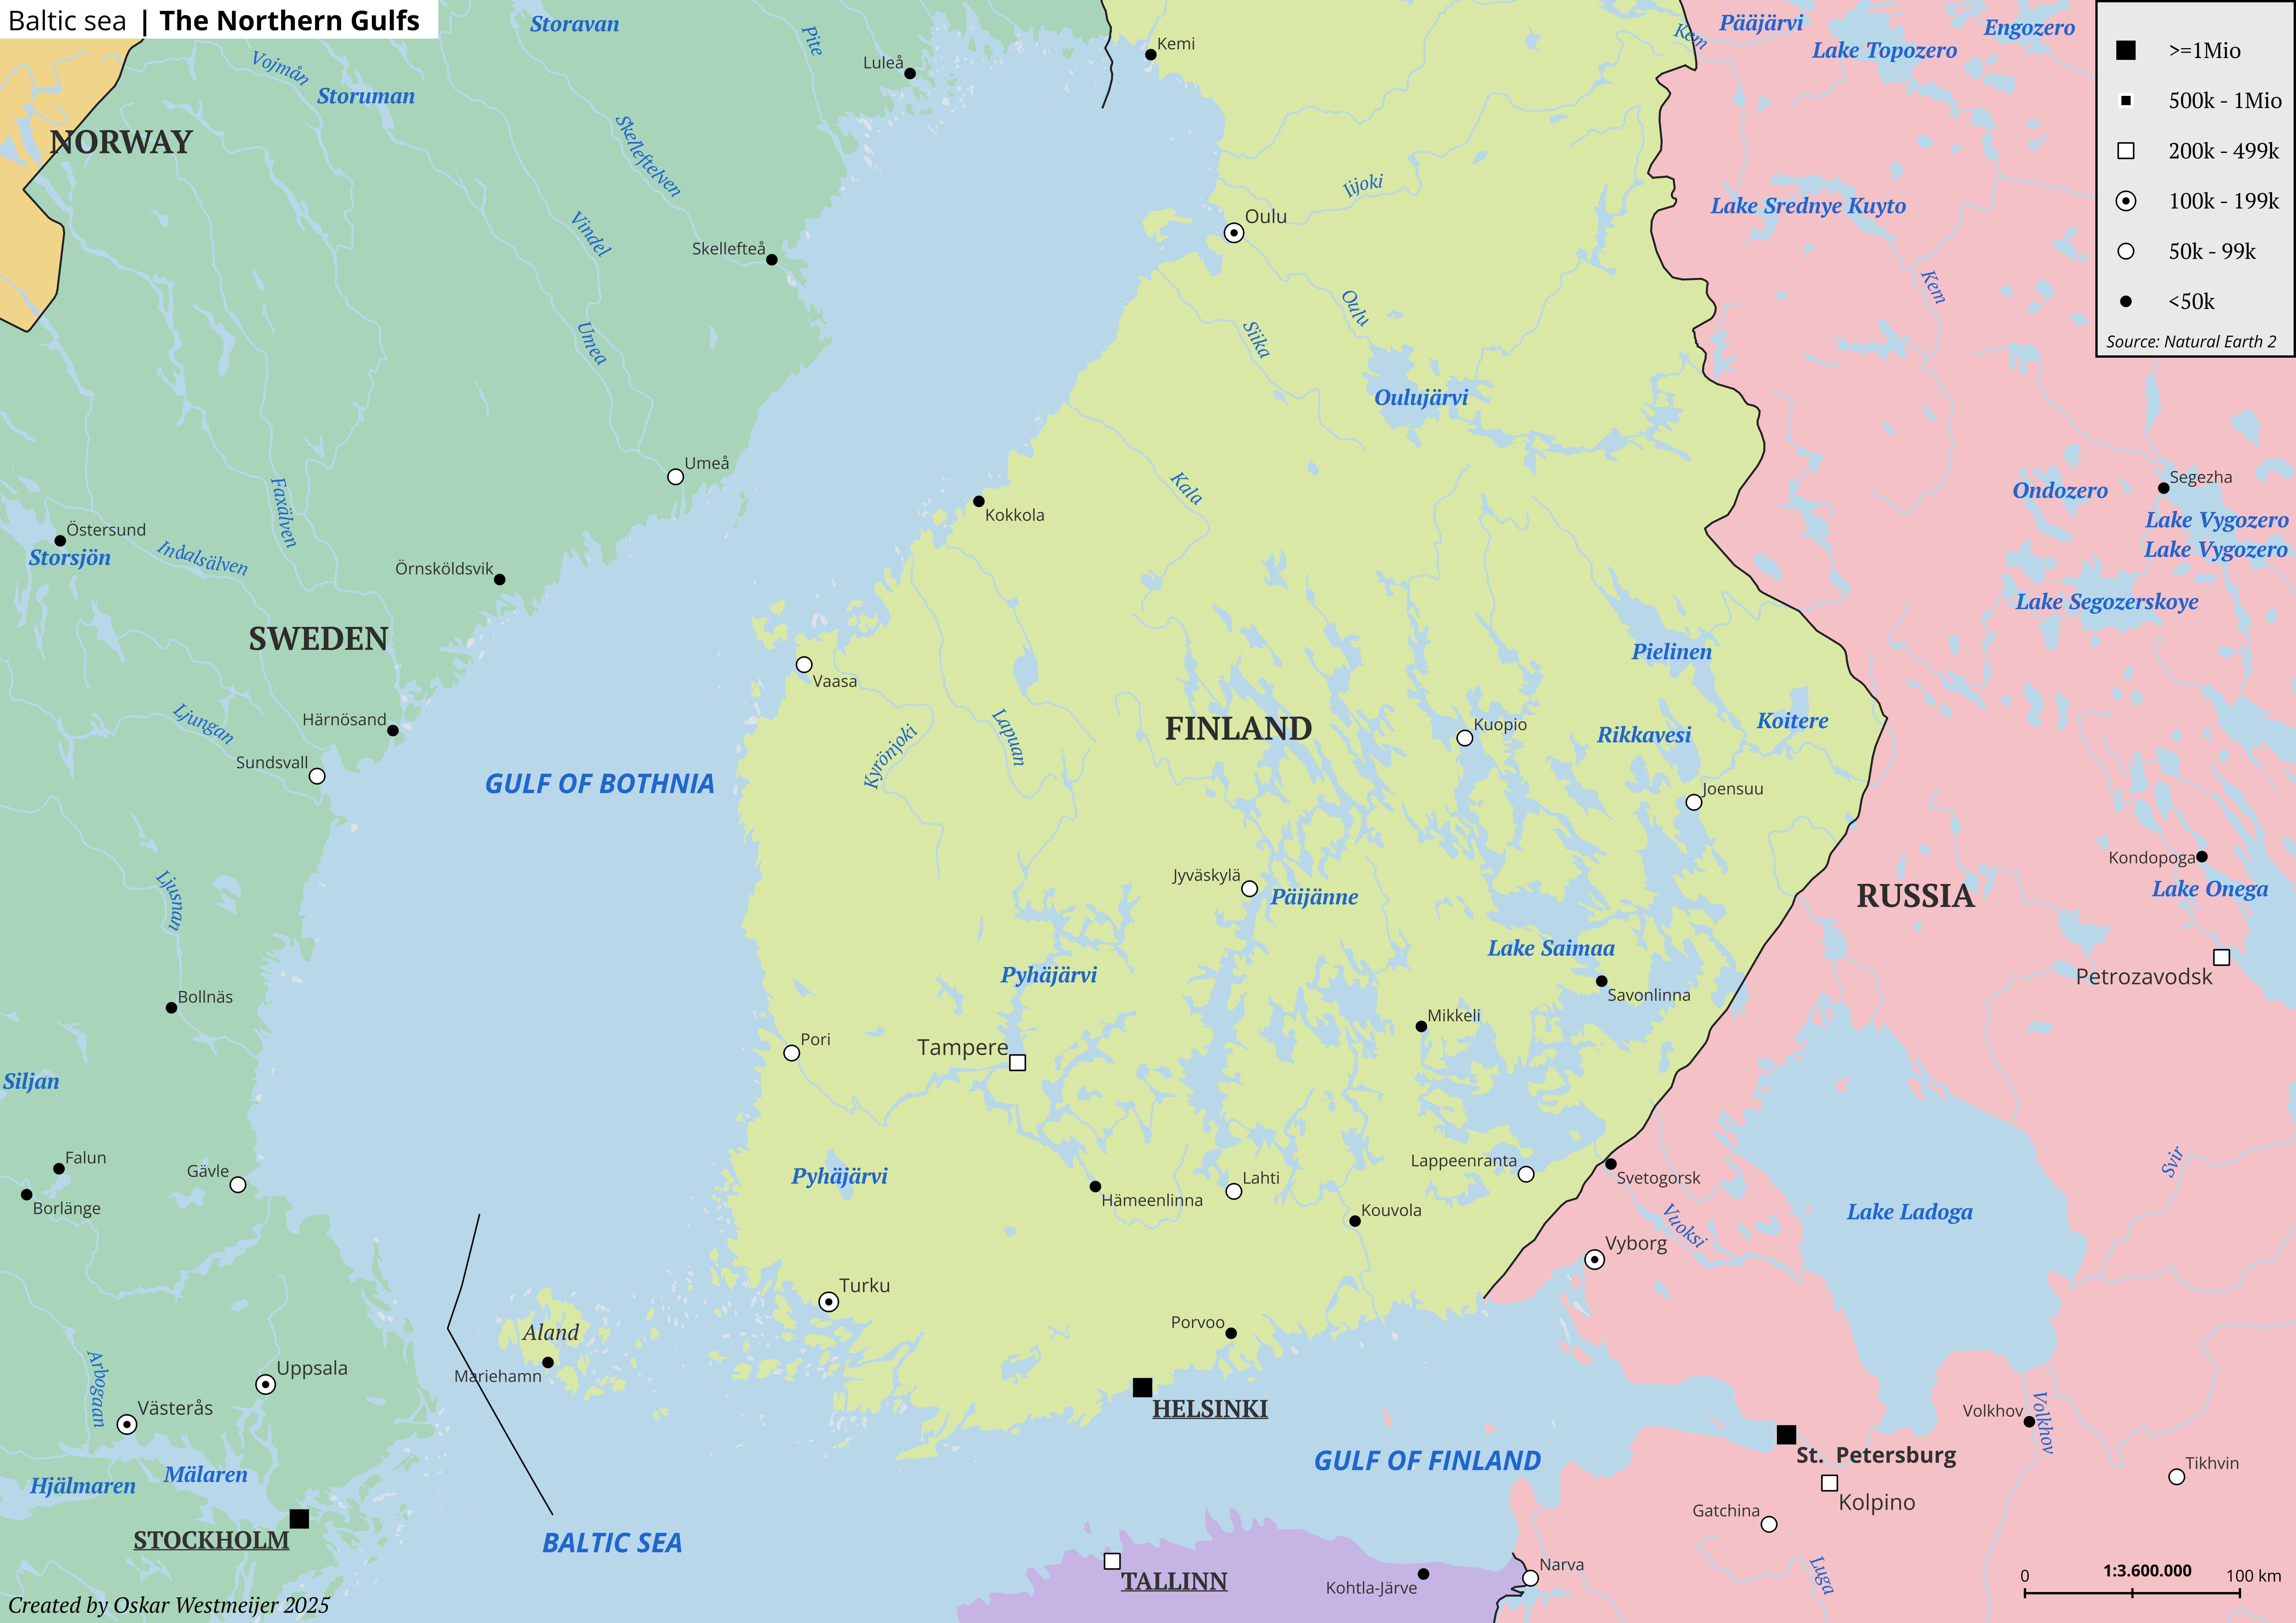 Baltic sea | The Northern Gulfs
Storavan
Pite
Luleå
Kemi
Kem
Pääjärvi
Lake Topozero
Engozero
>=1Mio
500k - 1Mio
200k - 499k
100k - 199k
50k - 99k
<50k
Source: Natural Earth 2
Vojmån
Storuman
NORWAY
Skelleftelven
Vindel
Skellefteå
Iijoki
Oulu
Lake Srednye Kuyto
Kem
Umea
Siika
Oulu
Oulujärvi
Umeå
Faxälven
Kala
Kokkola
Segezha
Ondozero
Lake Vygozero
Lake Vygozero
Lake Segozerskoye
Östersund
Storsjön
Indalsälven
Örnsköldsvik
SWEDEN
Vaasa
Pielinen
Ljungan
Härnösand
Sundsvall
GULF OF BOTHNIA
Kyrönjoki
Lapuan
FINLAND
Kuopio
Rikkavesi
Koitere
Joensuu
Kondopoga
Lake Onega
RUSSIA
Jyväskylä
Päijänne
Ljusnan
Lake Saimaa
Pyhäjärvi
Petrozavodsk
Savonlinna
Bollnäs
Mikkeli
Pori
Tampere
Siljan
Falun
Borlänge
Gävle
Pyhäjärvi
Hämeenlinna
Lahti
Lappeenranta
Svetogorsk
Kouvola
Vuoksi
Lake Ladoga
Svir
Vyborg
Turku
Aland
Mariehamn
Porvoo
HELSINKI
Arbogaan
Uppsala
Västerås
Volkhov
Volkhov
St. Petersburg
GULF OF FINLAND
Hjälmaren
Mälaren
Tikhvin
Kolpino
Gatchina
STOCKHOLM
BALTIC SEA
TALLINN
Kohtla-Järve
Narva
Luga
1:3.600.000
0
100 km
Created by Oskar Westmeijer 2025